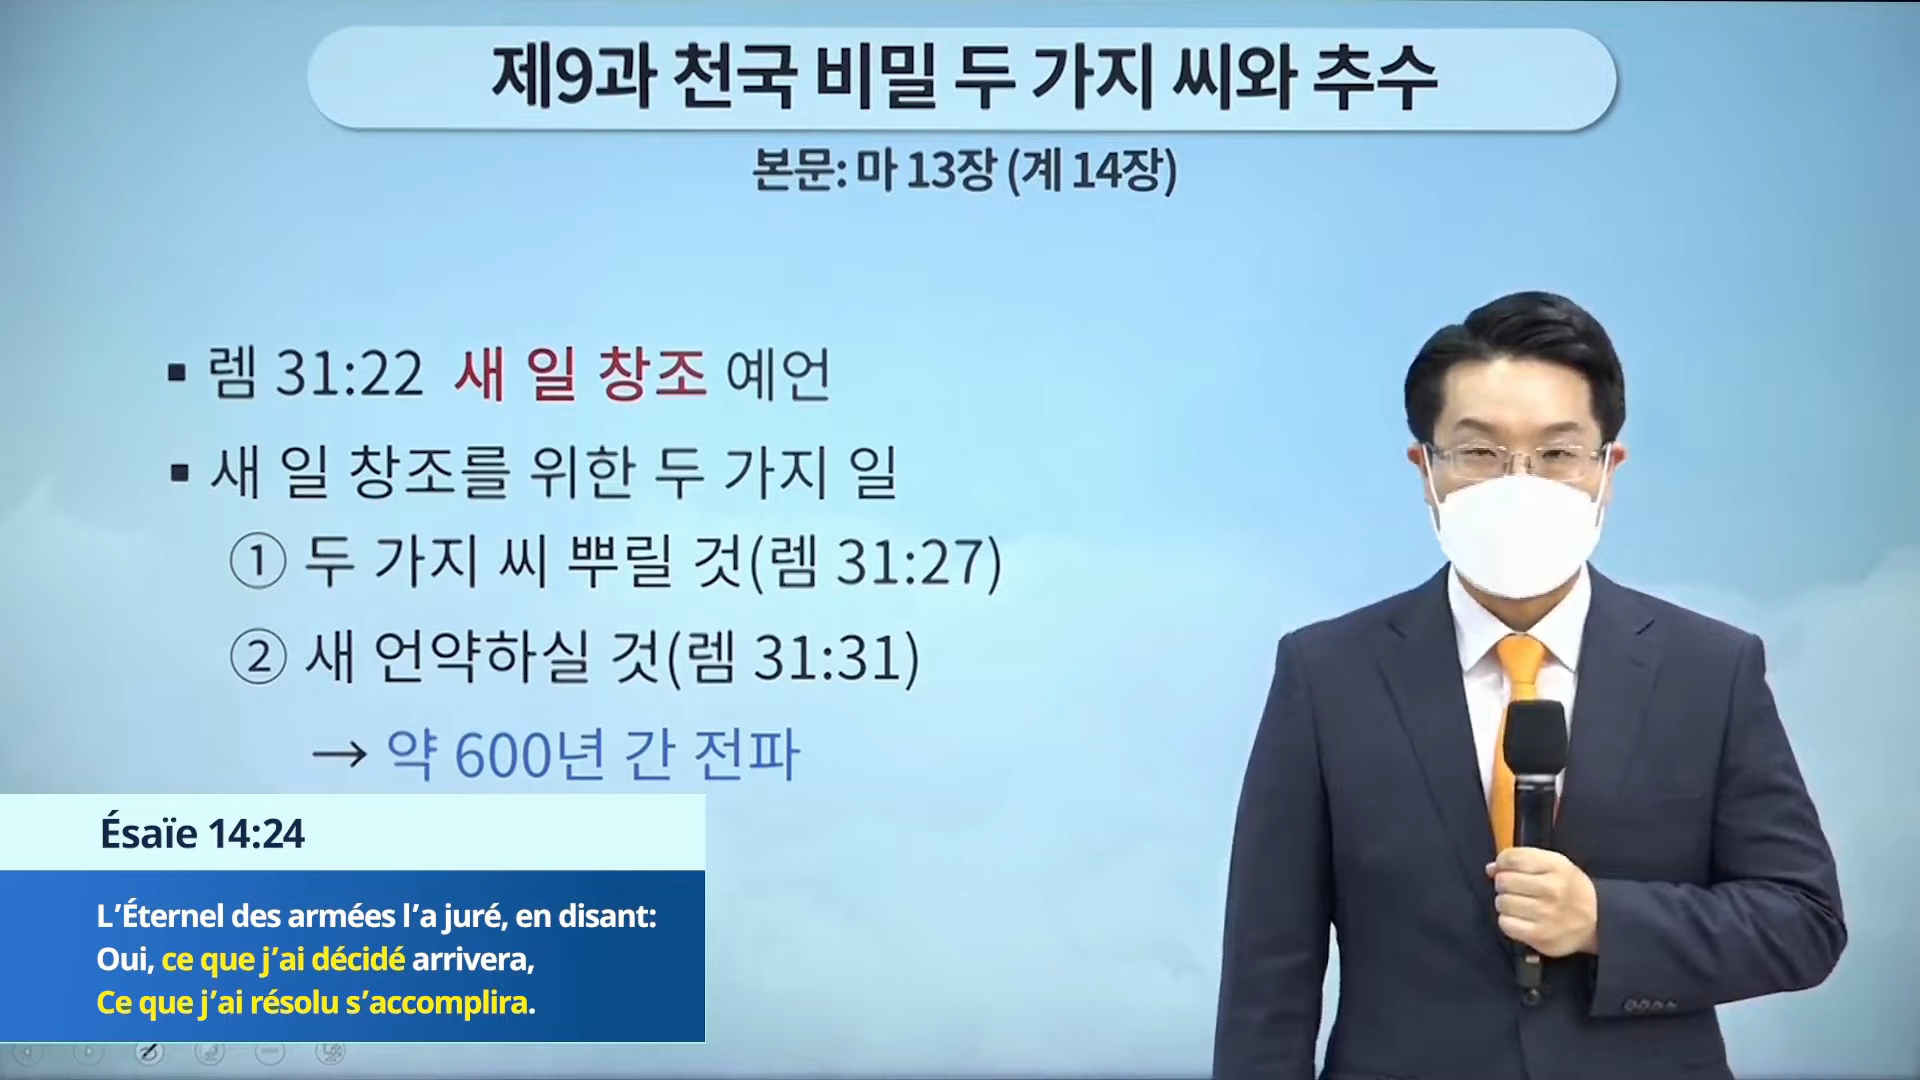 제9과 천국 비밀 두 가지 씨와 추수
본문: 마 13장 (계 14장)
▪ 렘 31:22 새 일 창조 예언
▪ 새 일 창조를 위한 두 가지 일
① 두 가지 씨 뿌릴 것(렘 31:27)
② 새 언약하실 것(렘 31:31)
→ 약 600년 간 전파
Ésaïe 14:24
L’Éternel des armées l’a juré, en disant:
Oui, ce que j’ai décidé arrivera,
Ce que j’ai résolu s’accomplira.